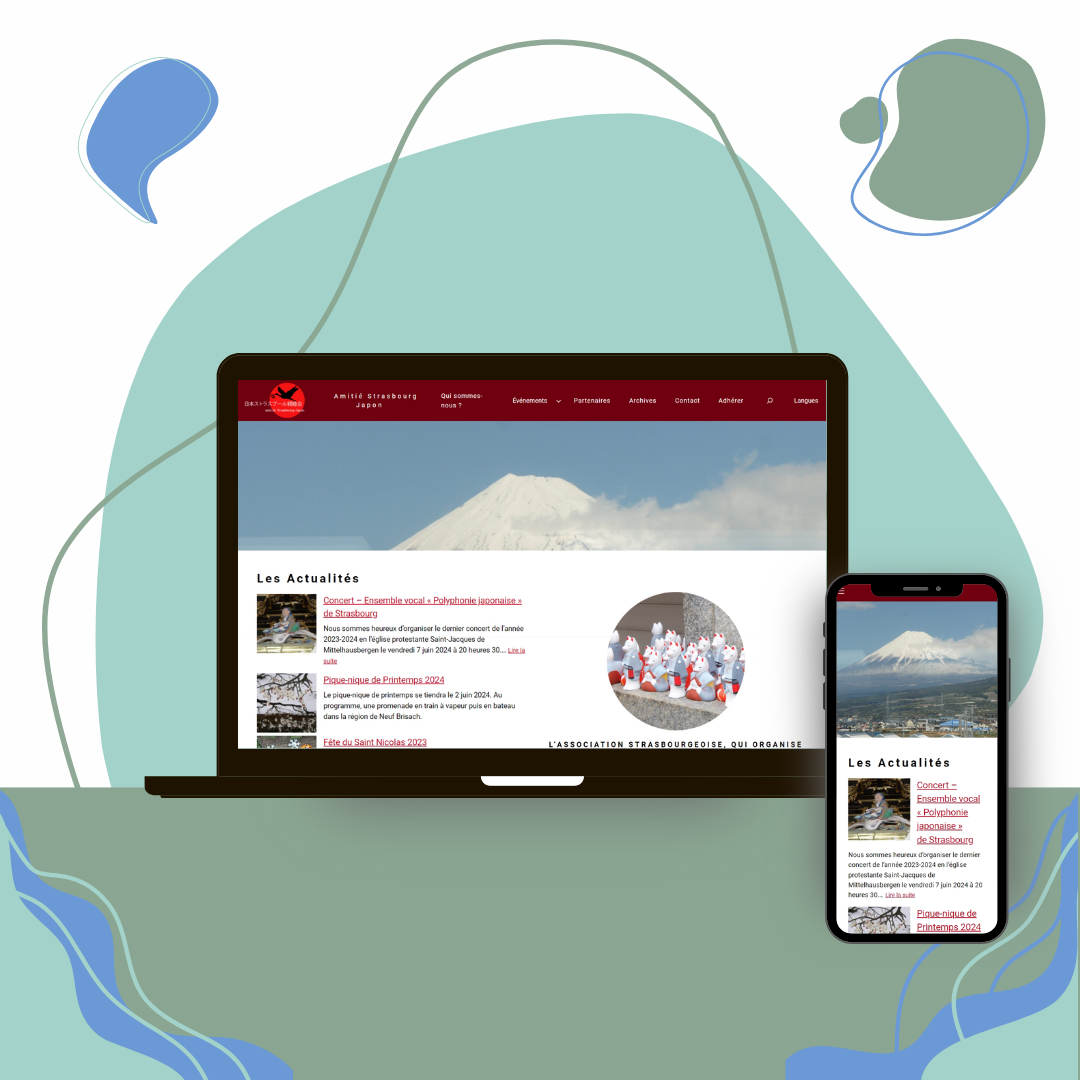 日本ストラスブール親睦会
Amitié Strasbourg
Japon
Qui sommes-
nous ?
Événements
Partenaires
Archives
Contact
Adhérer
Langues
Les Actualités
Concert – Ensemble vocal « Polyphonie japonaise »
de Strasbourg
Nous sommes heureux d'organiser le dernier concert de l'année
2023-2024 en l'église protestante Saint-Jacques de
Mittelhausbergen le vendredi 7 juin 2024 à 20 heures 30… Lire la
suite
Pique-nique de Printemps 2024
Le pique-nique de printemps se tiendra le 2 juin 2024. Au
programme, une promenade en train à vapeur puis en bateau
dans la région de Neuf Brisach.
Fête du Saint Nicolas 2023
L'ASSOCIATION STRASBOURGEOISE, QUI ORGANISE
Les Actualités
Concert –
Ensemble vocal
« Polyphonie
japonaise »
de Strasbourg
Nous sommes heureux d'organiser le dernier
concert de l'année 2023-2024 en l'église
protestante Saint-Jacques de
Mittelhausbergen le vendredi 7 juin 2024 à 20
heures 30… Lire la suite
Pique-nique de
Printemps 2024